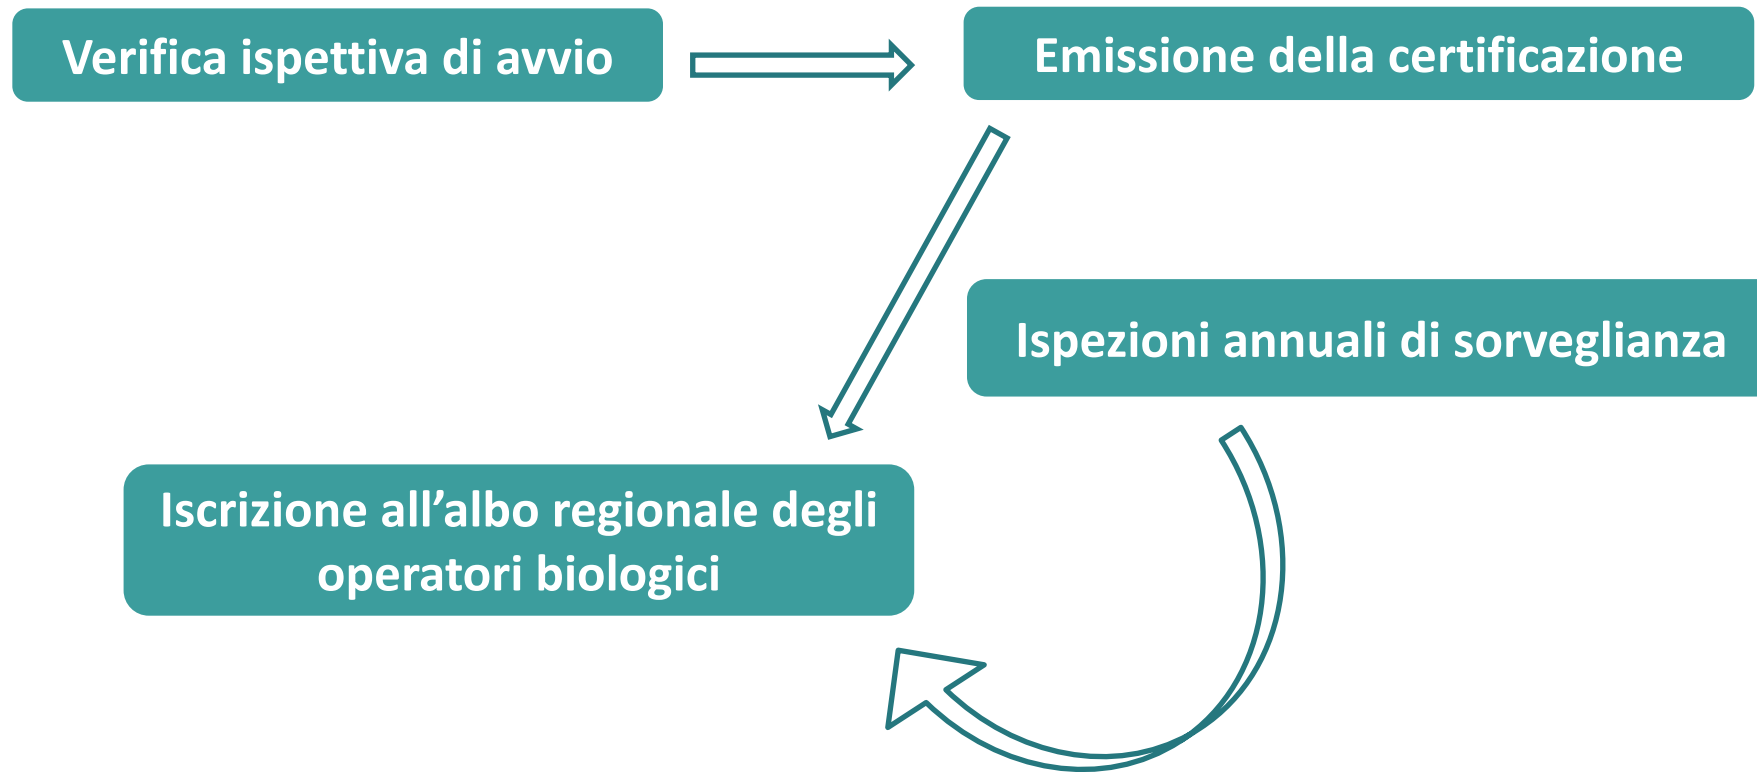 Verifica ispettiva di avvio
Emissione della certificazione
Ispezioni annuali di sorveglianza
Iscrizione all’albo regionale degli
operatori biologici